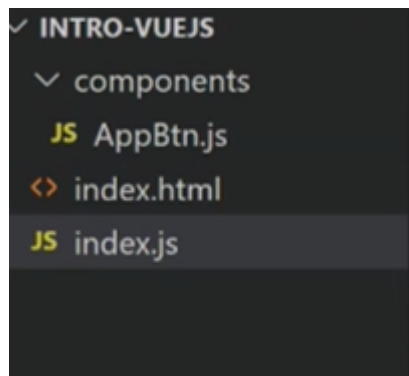 INTRO-VUEJS
components
JS AppBtn.js
<> index.html
JS index.js